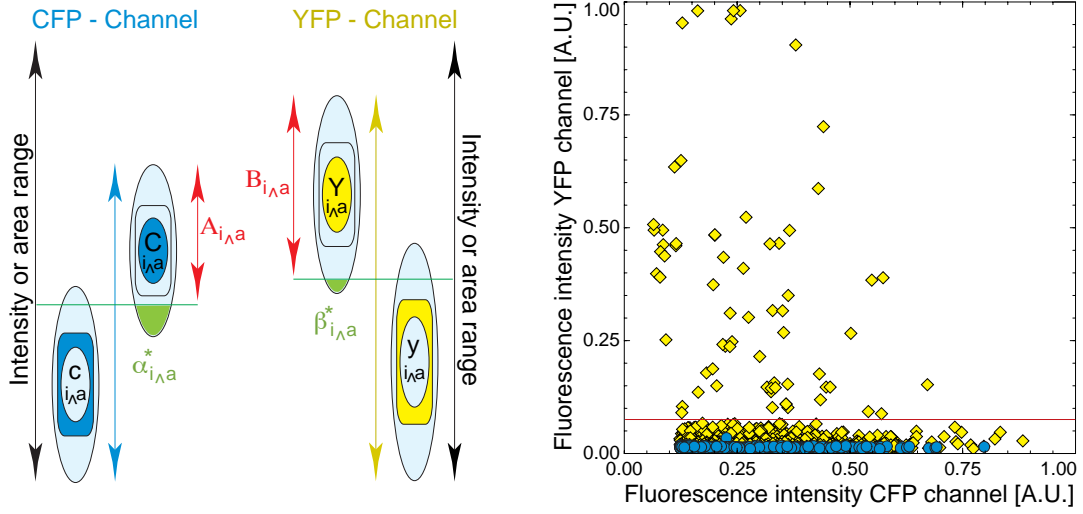 CFP - Channel
YFP - Channel
Intensity or area range
C
i∧a
A i∧a
α*i∧a
c
i∧a
B i∧a
Y
i∧a
β*i∧a
y
i∧a
Intensity or area range
Fluorescence intensity YFP channel [A.U.]
1.00
0.75
0.50
0.25
0.00
0.00
0.25
0.50
0.75
1.00
Fluorescence intensity CFP channel [A.U.]